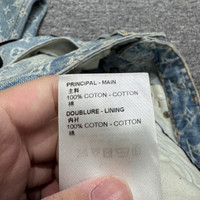 PRINCIPAL - MAIN
主料
100% COTON - COTTON
棉
DOUBLURE - LINING
内衬
100% COTON - COTTON
棉